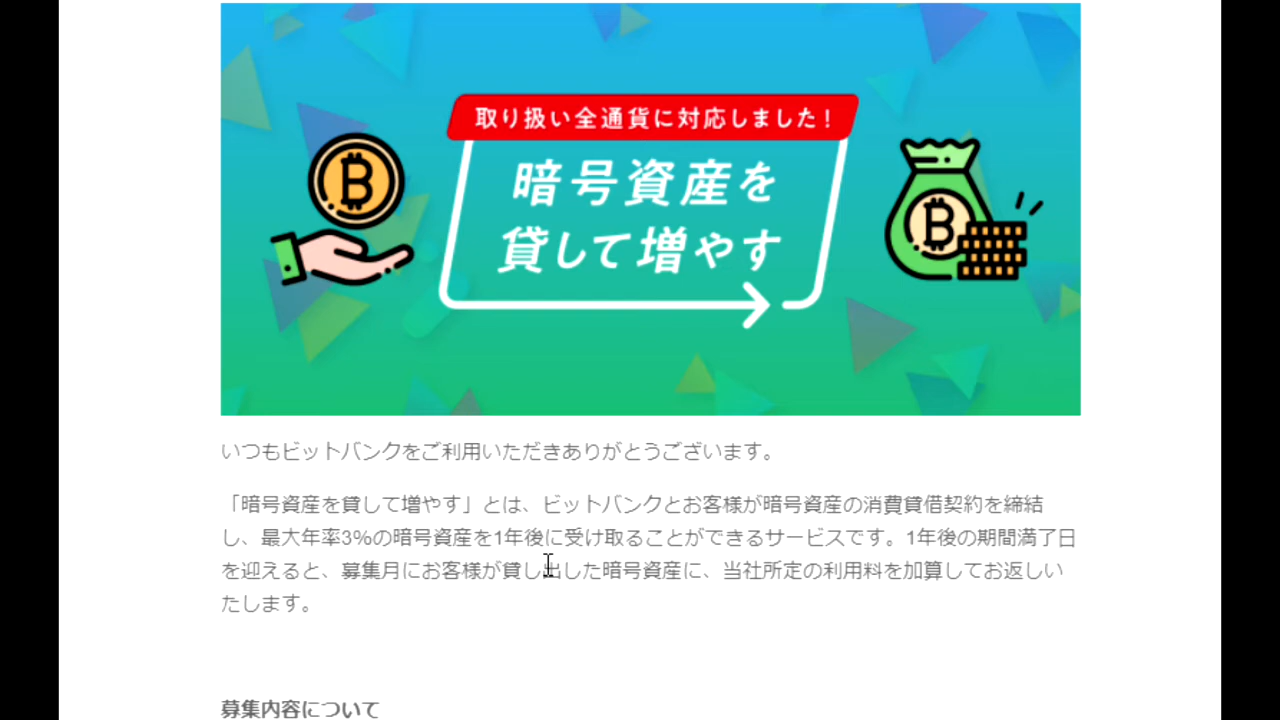 取り扱い全通貨に対応しました!
暗号資産を
貸して増やす
いつもビットバンクをご利用いただきありがとうございます。
「暗号資産を貸して増やす」とは、ビットバンクとお客様が暗号資産の消費貸借契約を締結
し、最大年率3%の暗号資産を1年後に受け取ることができるサービスです。1年後の期間満了日
を迎えると、募集月にお客様が貸し出した暗号資産に、当社所定の利用料を加算してお返しい
たします。
募集内容について